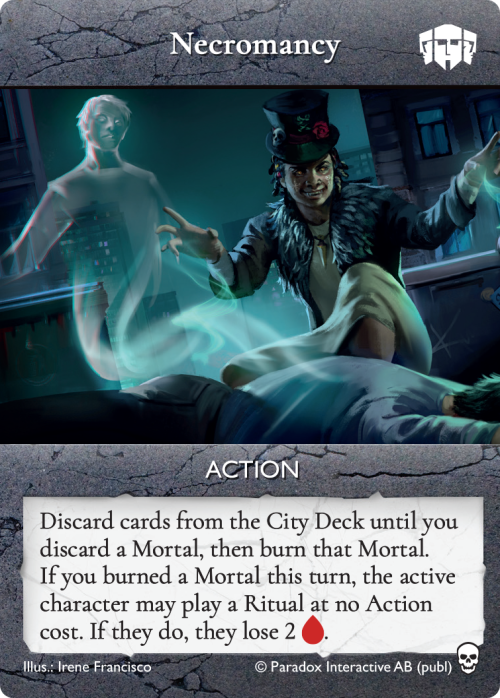 Necromancy
ACTION
Discard cards from the City Deck until you
discard a Mortal, then burn that Mortal.
If you burned a Mortal this turn, the active
character may play a Ritual at no Action
cost. If they do, they lose 2 .
Illus.: Irene Francisco
© Paradox Interactive AB (publ)